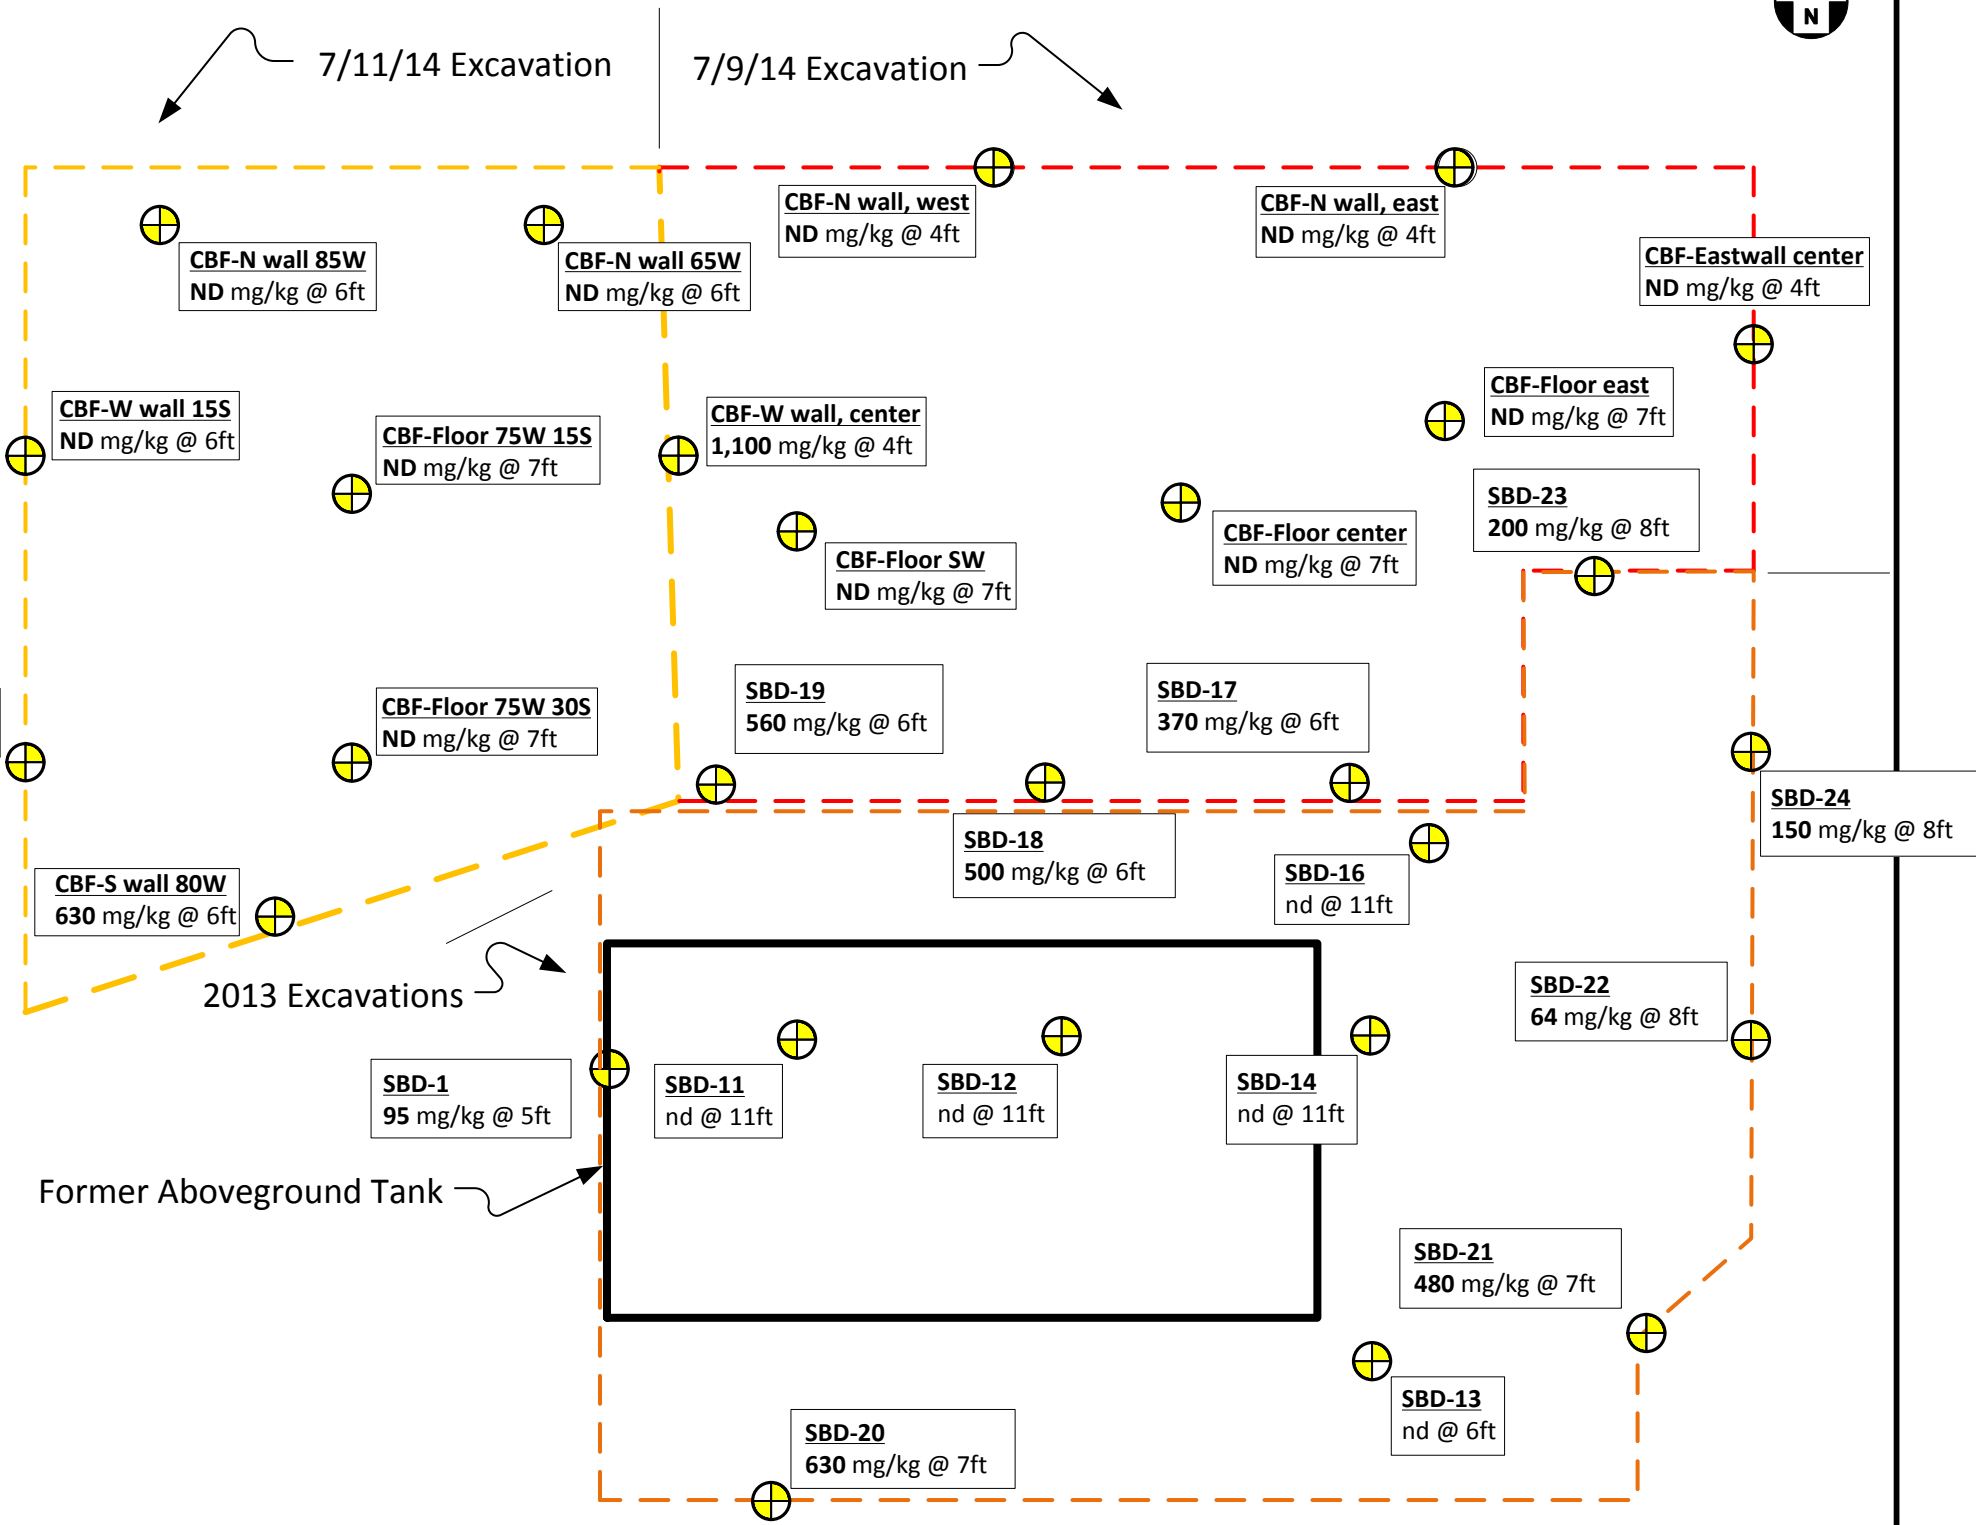 N
7/11/14 Excavation
7/9/14 Excavation
CBF-N wall, west
ND mg/kg @ 4ft
CBF-N wall, east
ND mg/kg @ 4ft
CBF-N wall 85W
ND mg/kg @ 6ft
CBF-N wall 65W
ND mg/kg @ 6ft
CBF-Eastwall center
ND mg/kg @ 4ft
CBF-W wall 15S
ND mg/kg @ 6ft
CBF-Floor 75W 15S
ND mg/kg @ 7ft
CBF-W wall, center
1,100 mg/kg @ 4ft
CBF-Floor east
ND mg/kg @ 7ft
SBD-23
200 mg/kg @ 8ft
CBF-Floor center
ND mg/kg @ 7ft
CBF-Floor SW
ND mg/kg @ 7ft
CBF-Floor 75W 30S
ND mg/kg @ 7ft
SBD-19
560 mg/kg @ 6ft
SBD-17
370 mg/kg @ 6ft
SBD-24
150 mg/kg @ 8ft
SBD-18
500 mg/kg @ 6ft
SBD-16
nd @ 11ft
CBF-S wall 80W
630 mg/kg @ 6ft
2013 Excavations
SBD-22
64 mg/kg @ 8ft
SBD-1
95 mg/kg @ 5ft
SBD-11
nd @ 11ft
SBD-12
nd @ 11ft
SBD-14
nd @ 11ft
Former Aboveground Tank
SBD-21
480 mg/kg @ 7ft
SBD-13
nd @ 6ft
SBD-20
630 mg/kg @ 7ft